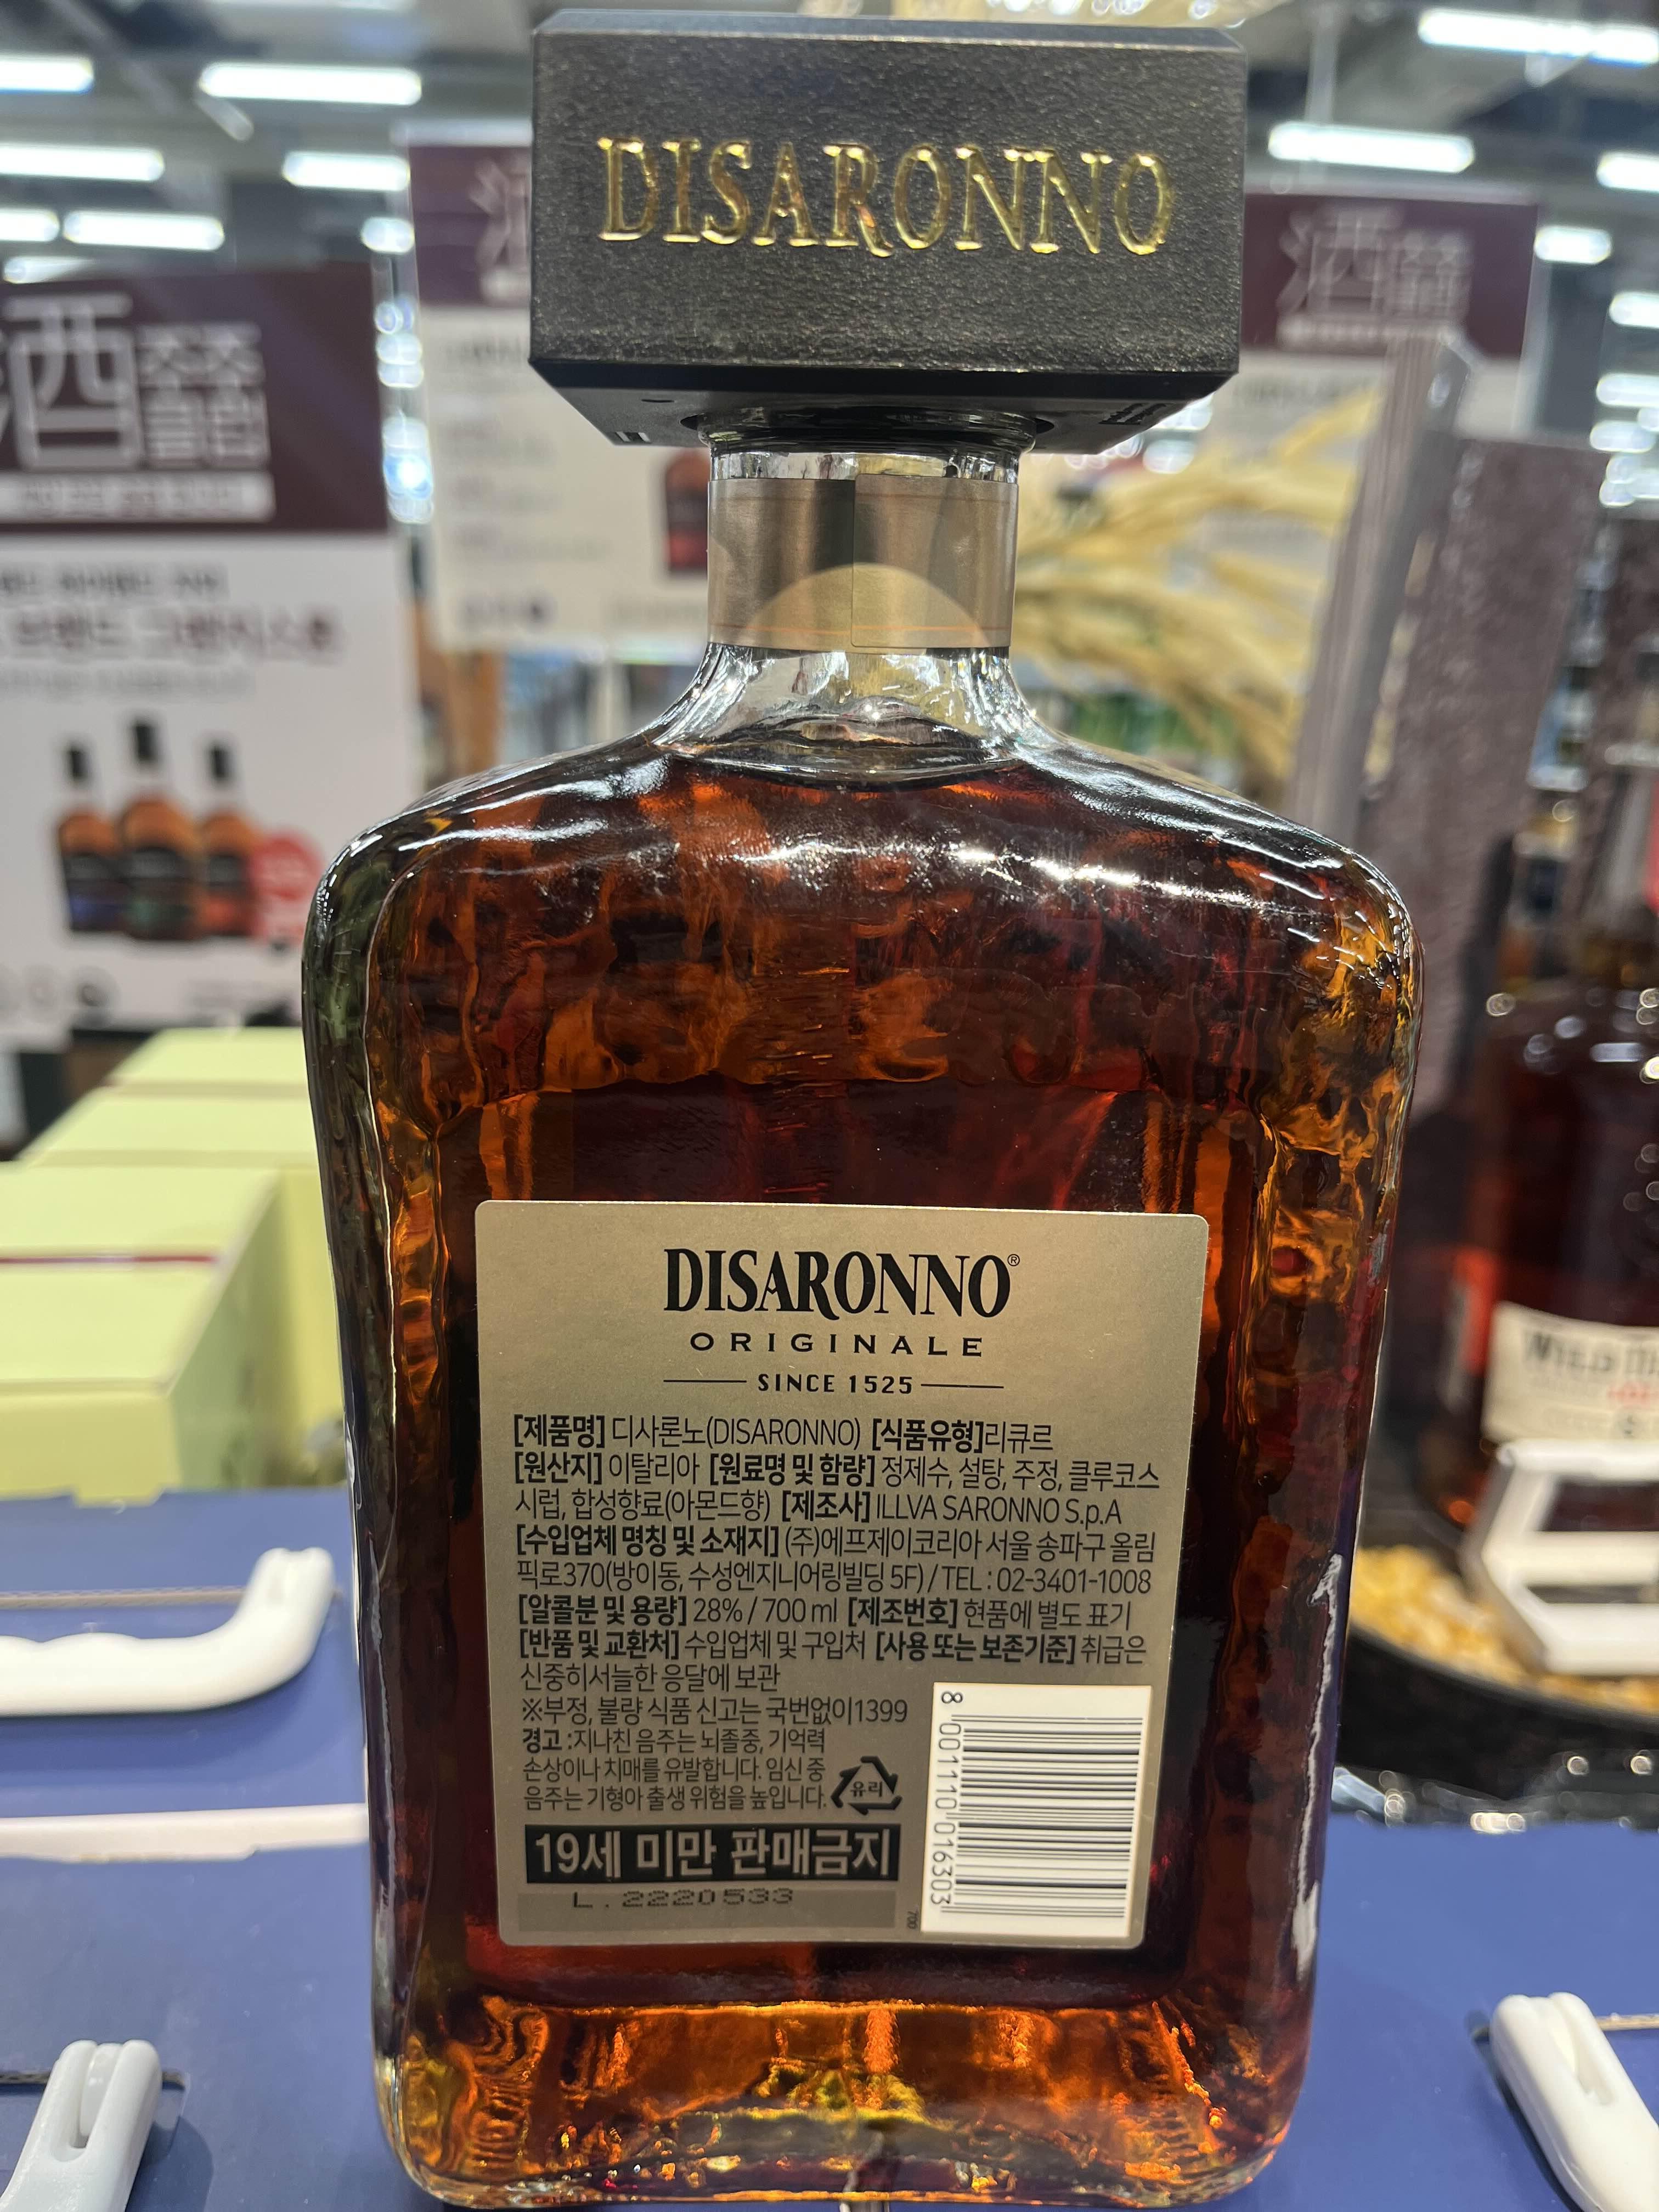 DISARONNO
酒
주주
클럽
DISARONNO®
ORIGINALE
SINCE 1525
[제품명] 디사론노(DISARONNO) [식품유형]리큐르
[원산지] 이탈리아 [원료명 및 함량] 정제수, 설탕, 주정, 클루코스
시럽, 합성향료(아몬드향) [제조사] ILLVA SARONNO S.p.A
[수입업체 명칭 및 소재지] (주)에프제이코리아 서울 송파구 올림
픽로370(방이동, 수성엔지니어링빌딩 5F) / TEL : 02-3401-1008
[알콜분 및 용량] 28% / 700 ml [제조번호] 현품에 별도 표기
[반품 및 교환처] 수입업체 및 구입처 [사용 또는 보존기준] 취급은
신중히서늘한 응달에 보관
※부정, 불량 식품 신고는 국번없이1399
경고 :지나친 음주는 뇌졸중, 기억력
손상이나 치매를 유발합니다. 임신 중
음주는 기형아 출생 위험을 높입니다.
유리
19세 미만 판매금지
L.2220533
700
8 001110 016303
WILD